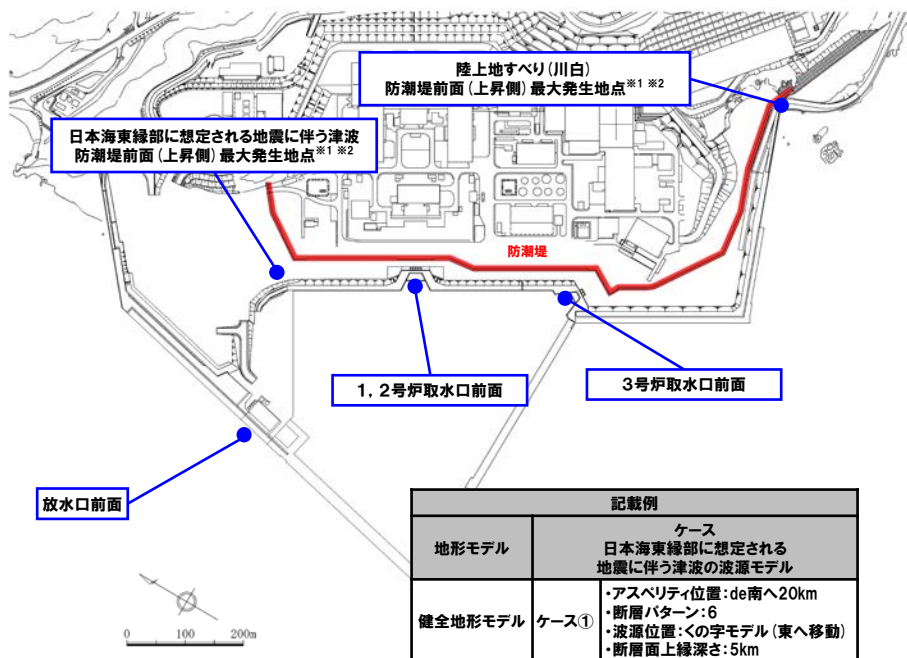 陸上地すべり(川白)
防潮堤前面(上昇側)最大発生地点※1 ※2
日本海東縁部に想定される地震に伴う津波
防潮堤前面(上昇側)最大発生地点※1 ※2
防潮堤
1,2号炉取水口前面
3号炉取水口前面
放水口前面
0 100 200m
記載例
地形モデル
ケース
日本海東縁部に想定される
地震に伴う津波の波源モデル
健全地形モデル
ケース①
・アスペリティ位置:de南へ20km
・断層パターン:6
・波源位置:くの字モデル(東へ移動)
・断層面上縁深さ:5km